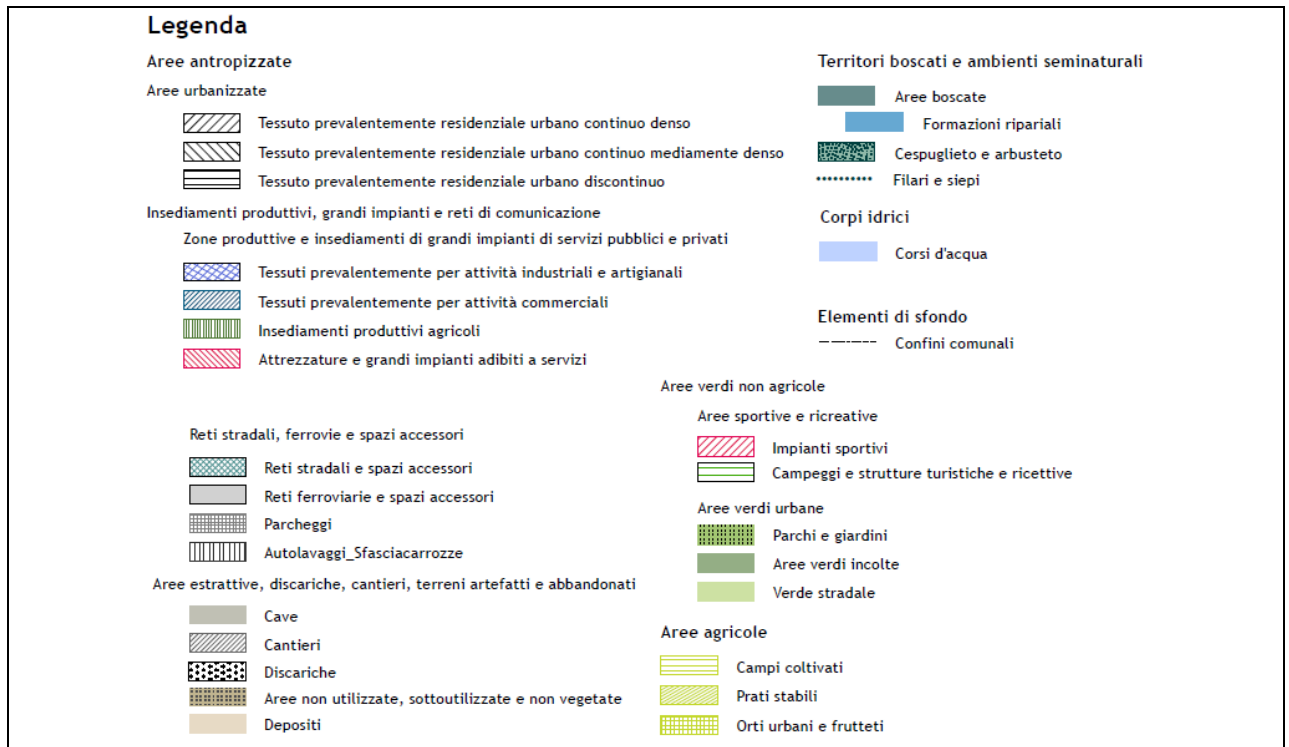 Legenda
Aree antropizzate
Aree urbanizzate
Tessuto prevalentemente residenziale urbano continuo denso
Tessuto prevalentemente residenziale urbano continuo mediamente denso
Tessuto prevalentemente residenziale urbano discontinuo
Insediamenti produttivi, grandi impianti e reti di comunicazione
Zone produttive e insediamenti di grandi impianti di servizi pubblici e privati
Tessuti prevalentemente per attività industriali e artigianali
Tessuti prevalentemente per attività commerciali
Insediamenti produttivi agricoli
Attrezzature e grandi impianti adibiti a servizi
Reti stradali, ferrovie e spazi accessori
Reti stradali e spazi accessori
Reti ferroviarie e spazi accessori
Parcheggi
Autolavaggi_Sfasciacarrozze
Aree estrattive, discariche, cantieri, terreni artefatti e abbandonati
Cave
Cantieri
Discariche
Aree non utilizzate, sottoutilizzate e non vegetate
Depositi
Territori boscati e ambienti seminaturali
Aree boscate
Formazioni ripariali
Cespuglieto e arbusteto
Filari e siepi
Corpi idrici
Corsi d'acqua
Elementi di sfondo
Confini comunali
Aree verdi non agricole
Aree sportive e ricreative
Impianti sportivi
Campeggi e strutture turistiche e ricettive
Aree verdi urbane
Parchi e giardini
Aree verdi incolte
Verde stradale
Aree agricole
Campi coltivati
Prati stabili
Orti urbani e frutteti